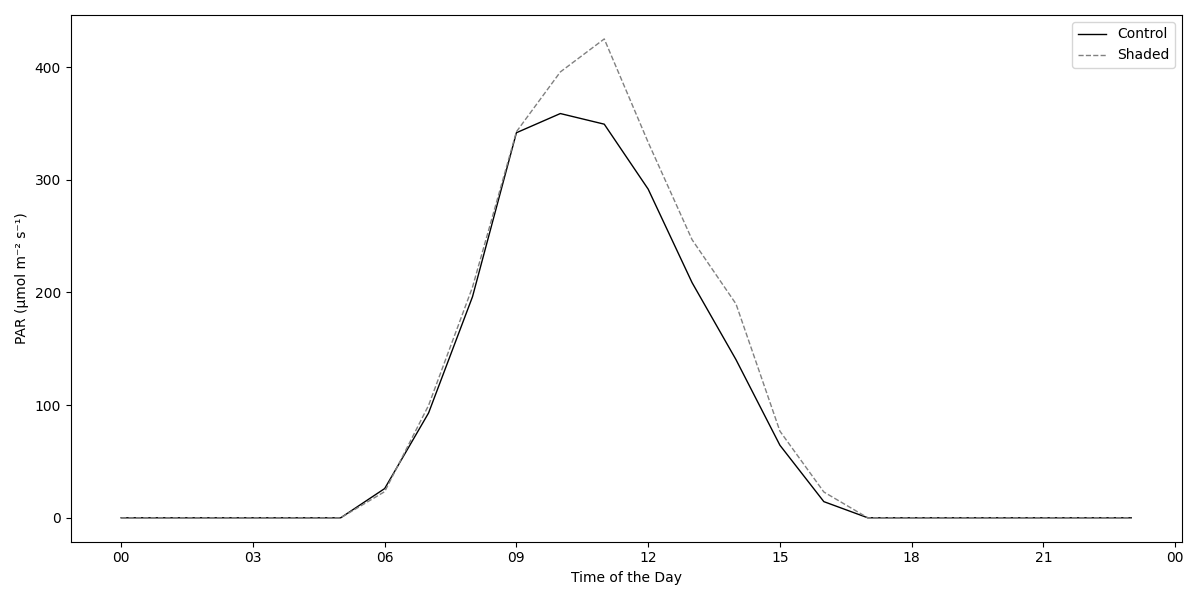 Control
Shaded
400
300
200
100
0
PAR (μmol m⁻² s⁻¹)
00 03 06 09 12 15 18 21 00
Time of the Day